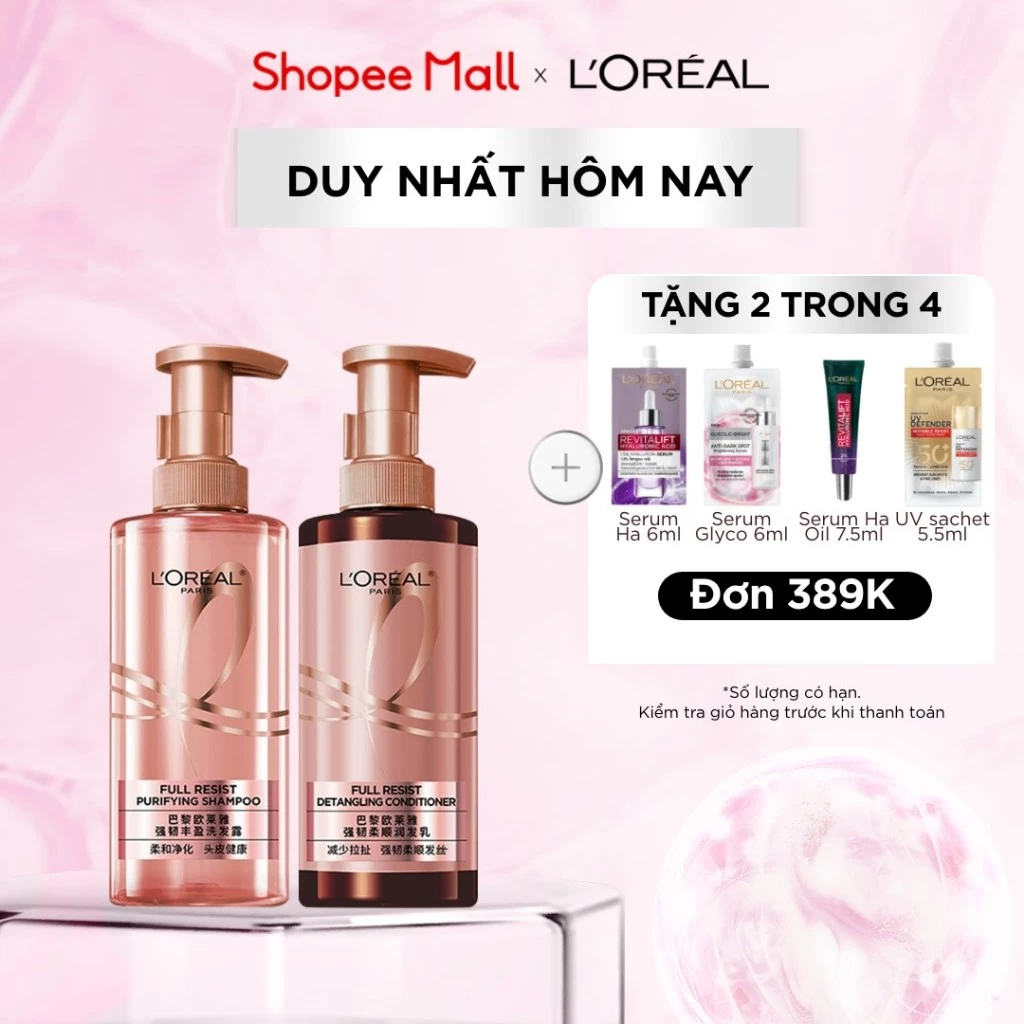 Shopee Mall x L'ORÉAL
DUY NHẤT HÔM NAY
TẶNG 2 TRONG 4
L'ORÉAL
REVITALIFT
HYALURONIC ACID
L'ORÉAL
PARIS
GLYCOLIC-BRIGHT
ANTI-DARK SPOT
L'ORÉAL
REVITALIFT
L'ORÉAL
PARIS
UV
DEFENDER
50+
Serum
Ha 6ml
Serum
Glyco 6ml
Serum Ha
Oil 7.5ml
UV sachet
5.5ml
Đơn 389K
*Số lượng có hạn.
Kiểm tra giỏ hàng trước khi thanh toán
L'ORÉAL®
PARIS
FULL RESIST
PURIFYING SHAMPOO
巴黎欧莱雅
强韧丰盈洗发露
柔和净化 头皮健康
L'ORÉAL®
PARIS
FULL RESIST
DETANGLING CONDITIONER
巴黎欧莱雅
强韧柔顺润发乳
减少拉扯 强韧柔顺发丝